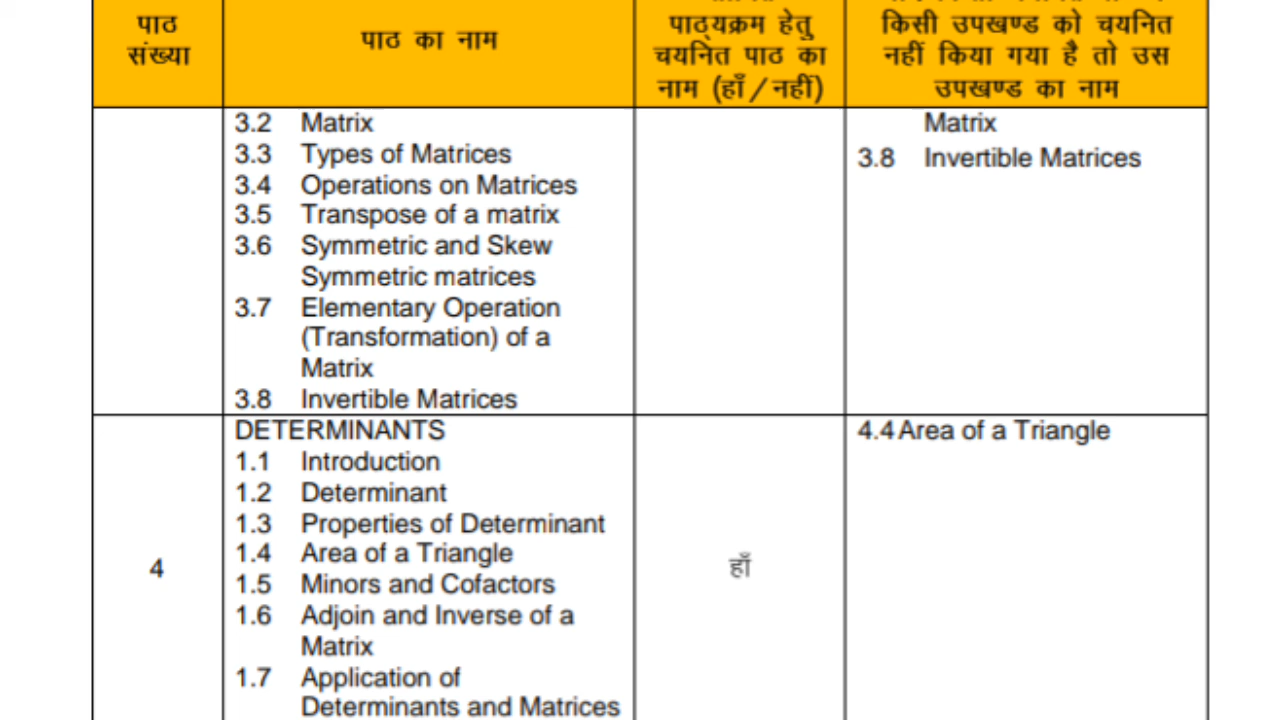 पाठ
संख्या
पाठ का नाम
पाठ्यक्रम हेतु
चयनित पाठ का
नाम (हाँ/नहीं)
किसी उपखण्ड को चयनित
नहीं किया गया है तो उस
उपखण्ड का नाम
3.2 Matrix
3.3 Types of Matrices
3.4 Operations on Matrices
3.5 Transpose of a matrix
3.6 Symmetric and Skew
Symmetric matrices
3.7 Elementary Operation
(Transformation) of a
Matrix
3.8 Invertible Matrices
Matrix
3.8 Invertible Matrices
4
DETERMINANTS
1.1 Introduction
1.2 Determinant
1.3 Properties of Determinant
1.4 Area of a Triangle
1.5 Minors and Cofactors
1.6 Adjoin and Inverse of a
Matrix
1.7 Application of
Determinants and Matrices
हाँ
4.4 Area of a Triangle